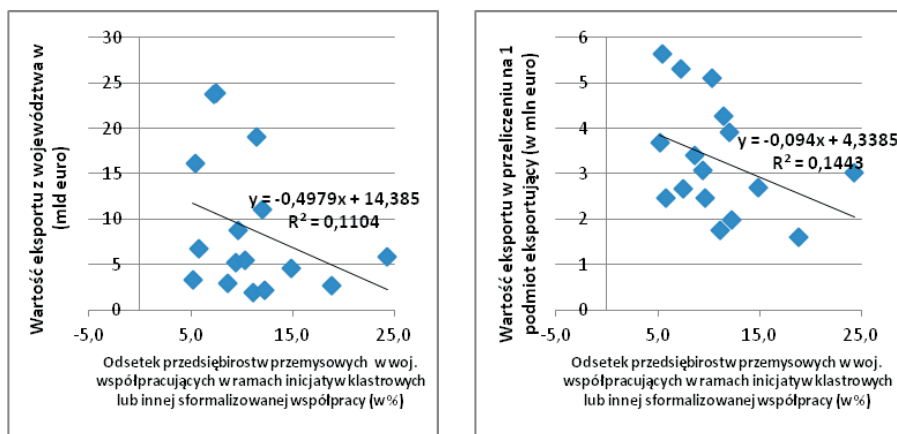 Wartość eksportu z województwa w
(mld euro)
30
25
20
15
10
5
0
-5,0
5,0
15,0
25,0
y = -0,4979x + 14,385
R² = 0,1104
Odsetek przedsiębirostw przemysowych w woj.
współpracujących w ramach inicjatyw klastrowych
lub innej sformalizowanej współpracy (w %)
Wartość eksportu w przeliczeniu na 1
podmiot eksportujący (w mln euro)
6
5
4
3
2
1
0
-5,0
5,0
15,0
25,0
y = -0,094x + 4,3385
R² = 0,1443
Odsetek przedsiębirostw przemysowych w woj.
współpracujących w ramach inicjatyw klastrowych
lub innej sformalizowanej współpracy (w %)